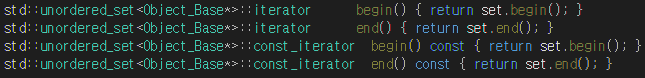 std::unordered_set<Object_Base*>::iterator begin() { return set.begin(); }
std::unordered_set<Object_Base*>::iterator end() { return set.end(); }
std::unordered_set<Object_Base*>::const_iterator begin() const { return set.begin(); }
std::unordered_set<Object_Base*>::const_iterator end() const { return set.end(); }